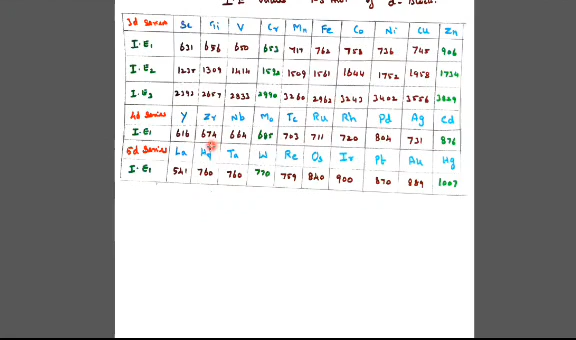 I.E Values of d-Block.
3d series Sc Ti V Cr Mn Fe Co Ni Cu Zn
I.E1 631 656 650 653 717 762 758 736 745 906
I.E2 1235 1309 1414 1592 1509 1561 1644 1752 1958 1734
I.E3 2393 2657 2833 2990 3260 2962 3243 3402 3556 3829
4d series Y Zr Nb Mo Tc Ru Rh Pd Ag Cd
I.E1 616 674 664 685 703 711 720 804 731 876
5d series La Hf Ta W Re Os Ir Pt Au Hg
I.E1 541 760 760 770 759 840 900 870 889 1007